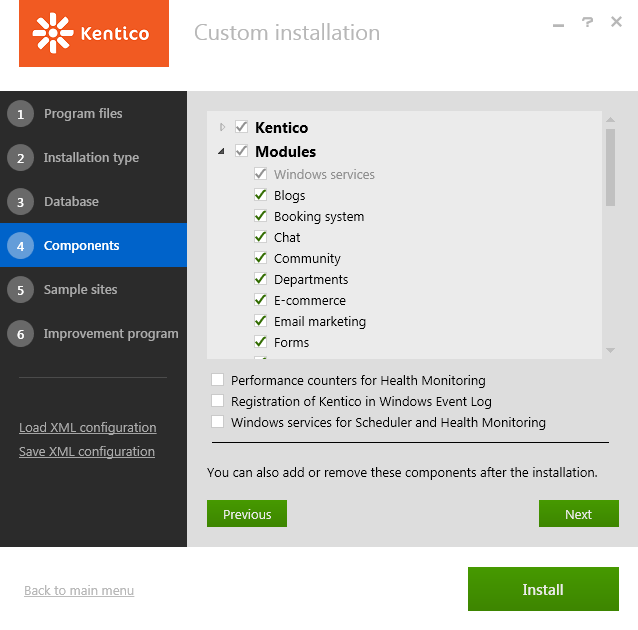 Kentico
Custom installation
?
1 Program files
2 Installation type
3 Database
4 Components
5 Sample sites
6 Improvement program
Load XML configuration
Save XML configuration
Kentico
Modules
Windows services
Blogs
Booking system
Chat
Community
Departments
E-commerce
Email marketing
Forms
Performance counters for Health Monitoring
Registration of Kentico in Windows Event Log
Windows services for Scheduler and Health Monitoring
You can also add or remove these components after the installation.
Previous
Next
Back to main menu
Install